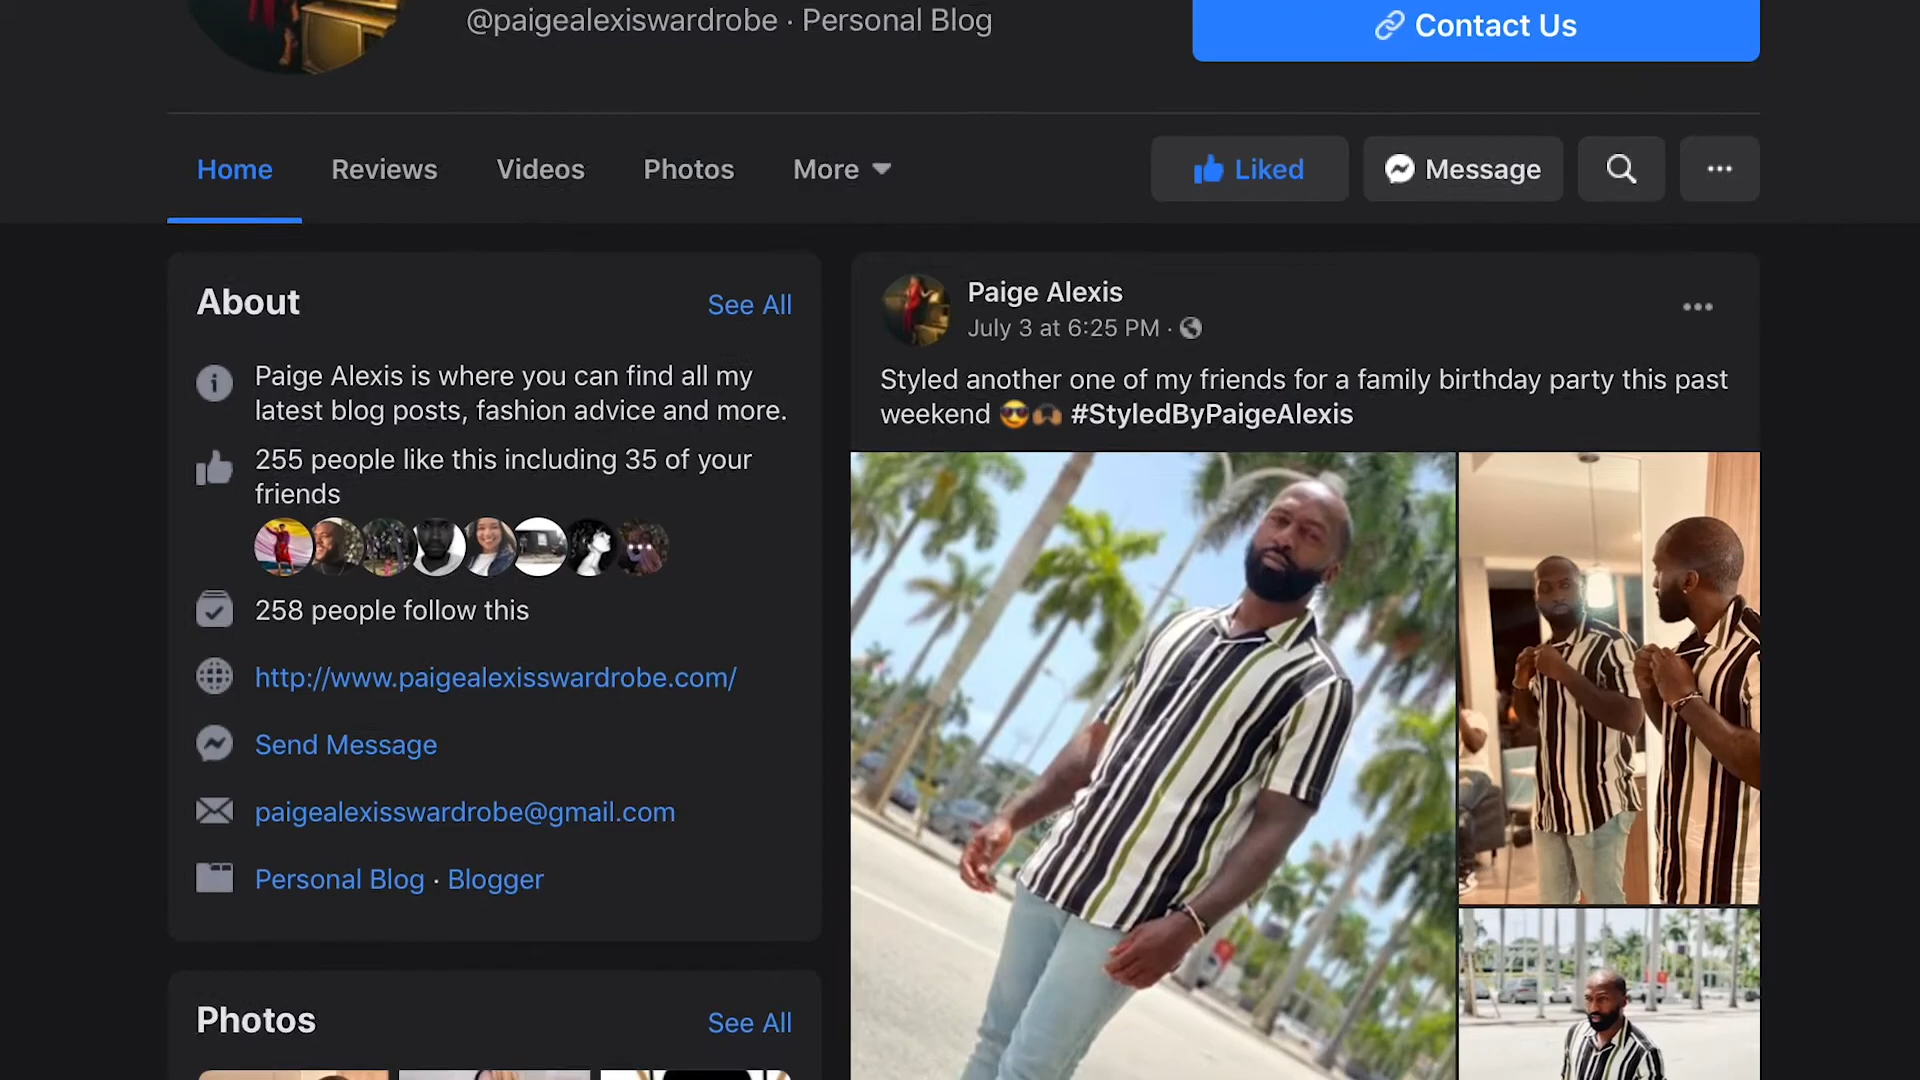 @paigealexiswardrobe · Personal Blog
Contact Us
Home
Reviews
Videos
Photos
More
Liked
Message
About
See All
Paige Alexis is where you can find all my
latest blog posts, fashion advice and more.
255 people like this including 35 of your
friends
258 people follow this
http://www.paigealexisswardrobe.com/
Send Message
paigealexisswardrobe@gmail.com
Personal Blog · Blogger
Photos
See All
Paige Alexis
July 3 at 6:25 PM ·
Styled another one of my friends for a family birthday party this past
weekend 😎🙌🏾 #StyledByPaigeAlexis